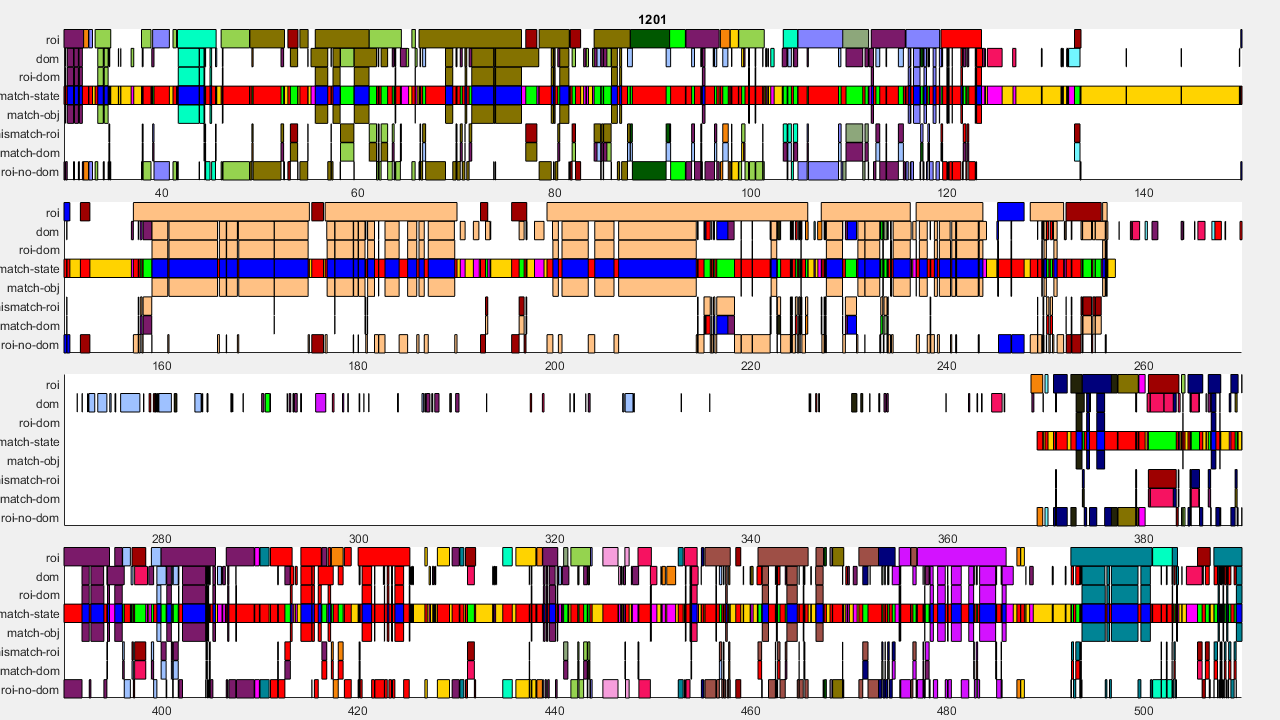 1201
roi
dom
roi-dom
match-state
match-obj
mismatch-roi
match-dom
roi-no-dom
40 60 80 100 120 140
roi
dom
roi-dom
match-state
match-obj
mismatch-roi
match-dom
roi-no-dom
160 180 200 220 240 260
roi
dom
roi-dom
match-state
match-obj
mismatch-roi
match-dom
roi-no-dom
280 300 320 340 360 380
roi
dom
roi-dom
match-state
match-obj
mismatch-roi
match-dom
roi-no-dom
400 420 440 460 480 500